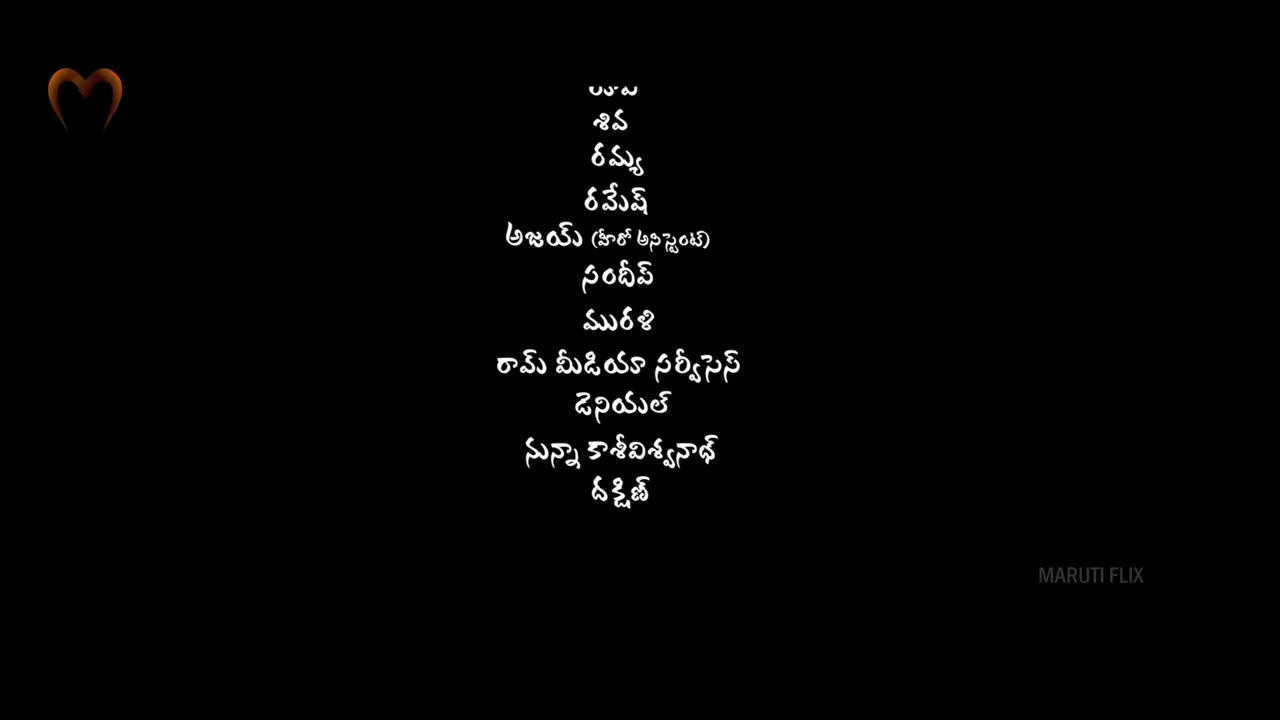 శివ
రమ్య
రమేష్
అజయ్ (హీరో అసిస్టెంట్)
సందీప్
మురళి
రామ్ మీడియా సర్వీసెస్
డెనియల్
నున్నా కాశీవిశ్వనాథ్
దక్షిణ్
MARUTI FLIX